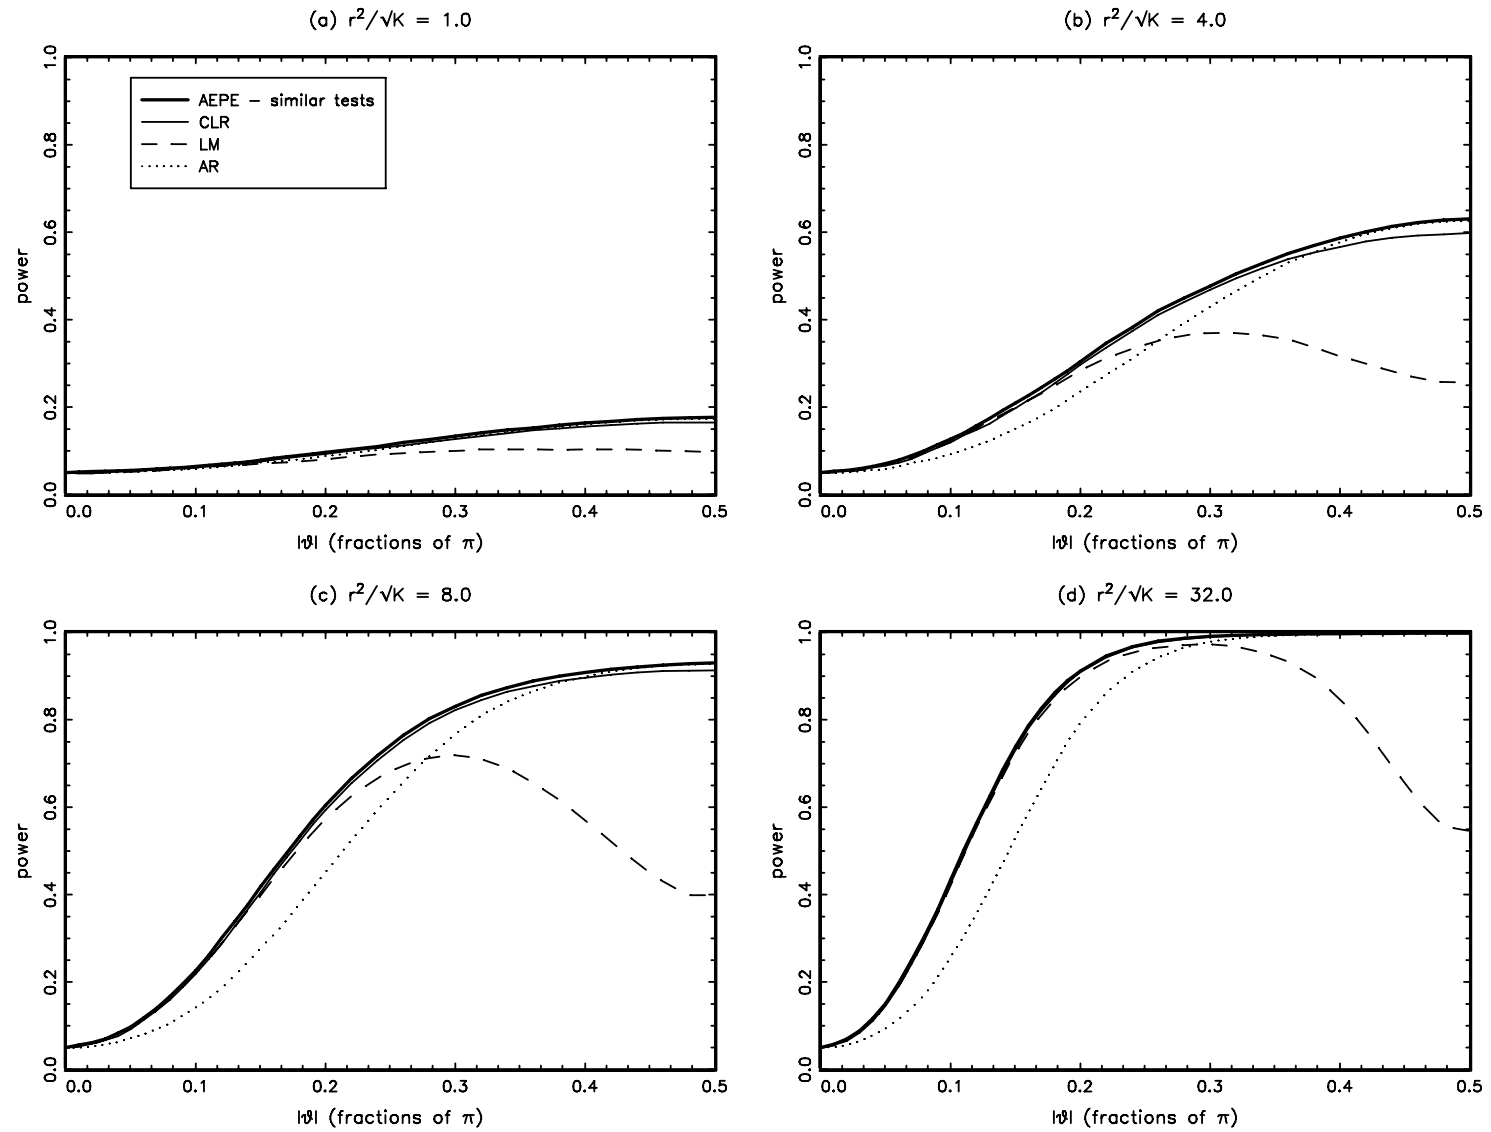 (a) r²/√K = 1.0
1.0
0.8
0.6
0.4
0.2
0.0
power
AEPE – similar tests
CLR
LM
AR
0.0 0.1 0.2 0.3 0.4 0.5
|ϑ| (fractions of π)
(b) r²/√K = 4.0
1.0
0.8
0.6
0.4
0.2
0.0
power
0.0 0.1 0.2 0.3 0.4 0.5
|ϑ| (fractions of π)
(c) r²/√K = 8.0
1.0
0.8
0.6
0.4
0.2
0.0
power
0.0 0.1 0.2 0.3 0.4 0.5
|ϑ| (fractions of π)
(d) r²/√K = 32.0
1.0
0.8
0.6
0.4
0.2
0.0
power
0.0 0.1 0.2 0.3 0.4 0.5
|ϑ| (fractions of π)